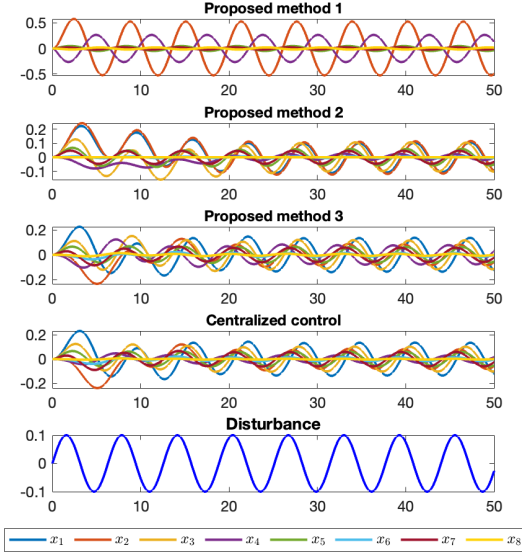 Proposed method 1
0.5
0
-0.5
0 10 20 30 40 50
Proposed method 2
0.2
0.1
0
-0.1
0 10 20 30 40 50
Proposed method 3
0.2
0
-0.2
0 10 20 30 40 50
Centralized control
0.2
0
-0.2
0 10 20 30 40 50
Disturbance
0.1
0
-0.1
0 10 20 30 40 50
x₁ x₂ x₃ x₄ x₅ x₆ x₇ x₈